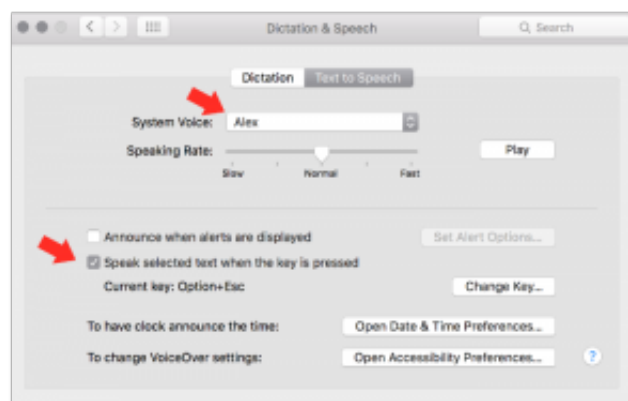 Dictation & Speech
Search
Dictation Text to Speech
System Voice: Alex
Speaking Rate:
Play
Slow Normal Fast
Announce when alerts are displayed
Set Alert Options...
Speak selected text when the key is pressed
Current key: Option+Esc
Change Key...
To have clock announce the time:
Open Date & Time Preferences...
To change VoiceOver settings:
Open Accessibility Preferences...
?